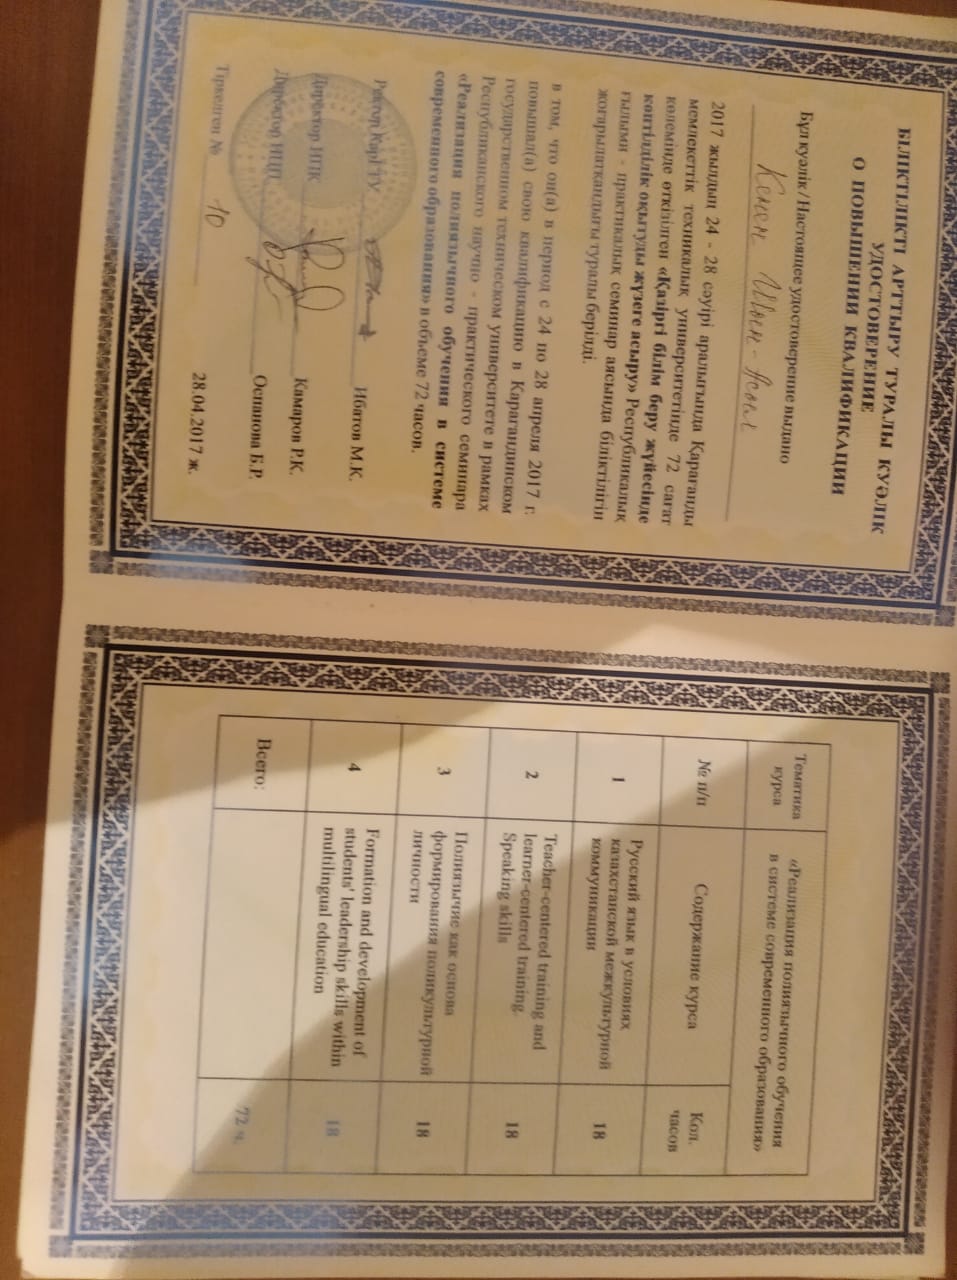 БІЛІКТІЛІКТІ АРТТЫРУ ТУРАЛЫ КУӘЛІК
УДОСТОВЕРЕНИЕ
О ПОВЫШЕНИИ КВАЛИФИКАЦИИ
Бұл куәлік / Настоящее удостоверение выдано
Кемен
2017 жылдың 24 - 28 сәуірі аралығында Қарағанды
мемлекеттік техникалық университетінде 72 сағат
көлемінде өткізілген «Қазіргі білім беру жүйесінде
көптілділік оқытуды жүзеге асыру» Республикалық
ғылыми - практикалық семинар аясында біліктілігін
жоғарылатқандығы туралы берілді.
в том, что он(а) в период с 24 по 28 апреля 2017 г.
повышал(а) свою квалификацию в Карагандинском
государственном техническом университете в рамках
Республиканского научно - практического семинара
«Реализация полиязычного обучения в системе
современного образования» в объеме 72 часов.
Ректор КарГТУ Ибатов М.К.
Директор ИПК Камаров Р.К.
Директор ИЦП Оспанова Б.Р.
28.04.2017 ж.
Тіркелген № 10
Тематика курса «Реализация полиязычного обучения
в системе современного образования»
№ п/п Содержание курса Кол. часов
1 Русский язык в условиях
казахстанской межкультурной
коммуникации 18
2 Teacher-centered training and
learner-centered training.
Speaking skills 18
3 Полиязычие как основа
формирования поликультурной
личности 18
4 Formation and development of
students' leadership skills within
multilingual education 18
Всего: 72 ч.